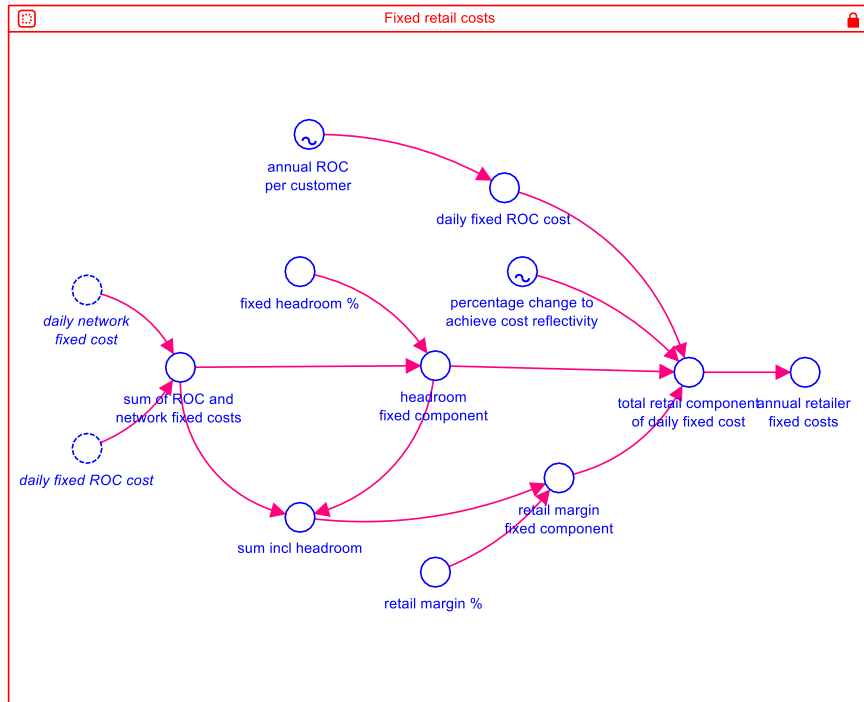 Fixed retail costs
annual ROC
per customer
daily fixed ROC cost
fixed headroom %
percentage change to
achieve cost reflectivity
daily network
fixed cost
sum of ROC and
network fixed costs
headroom
fixed component
total retail component
of daily fixed cost
annual retailer
fixed costs
daily fixed ROC cost
retail margin
fixed component
sum incl headroom
retail margin %